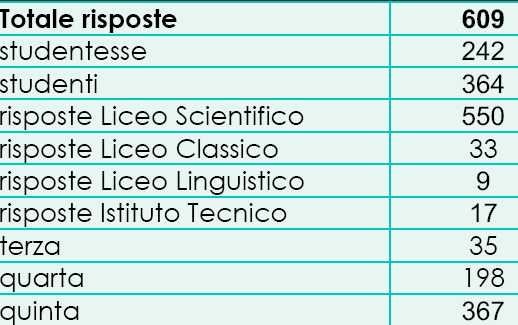 Totale risposte 609
studentesse 242
studenti 364
risposte Liceo Scientifico 550
risposte Liceo Classico 33
risposte Liceo Linguistico 9
risposte Istituto Tecnico 17
terza 35
quarta 198
quinta 367